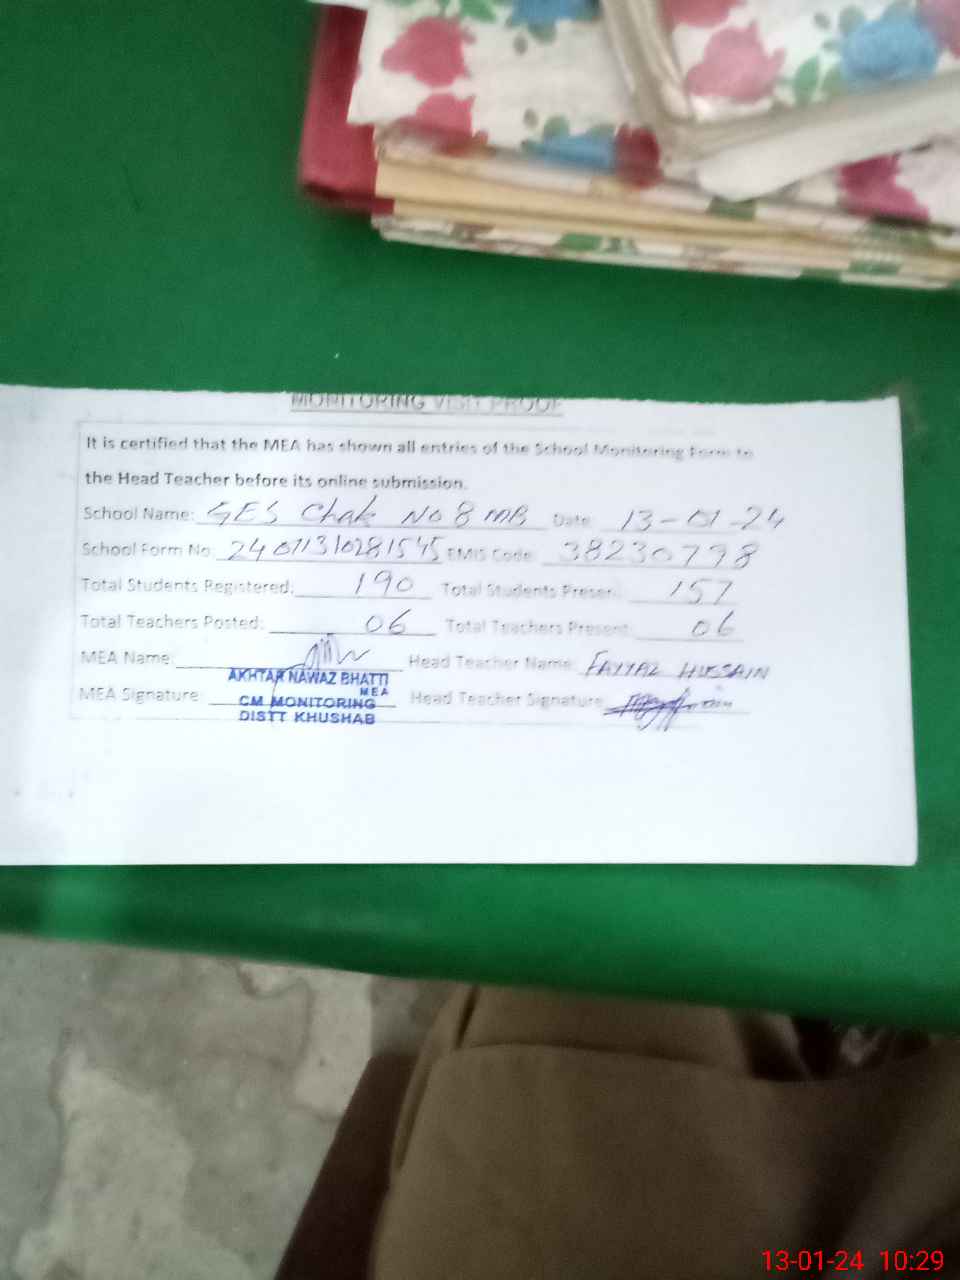 MONITORING VISIT PROOF
It is certified that the MEA has shown all entries of the School Monitoring Form to
the Head Teacher before its online submission.
School Name: GES Chak No 8 MB Date: 13-01-24
School Form No. 24011310281545 EMIS Code: 38230798
Total Students Registered: 190 Total Students Present: 157
Total Teachers Posted: 06 Total Teachers Present: 06
MEA Name: Head Teacher Name: FAYYAZ HUSSAIN
AKHTAR NAWAZ BHATTI
MEA
MEA Signature: CM MONITORING Head Teacher Signature:
DISTT KHUSHAB
13-01-24 10:29